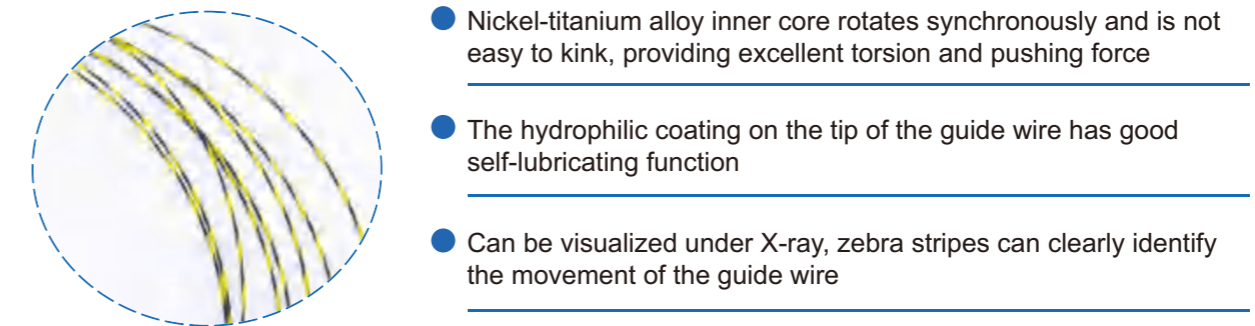 Nickel-titanium alloy inner core rotates synchronously and is not
easy to kink, providing excellent torsion and pushing force
The hydrophilic coating on the tip of the guide wire has good
self-lubricating function
Can be visualized under X-ray, zebra stripes can clearly identify
the movement of the guide wire